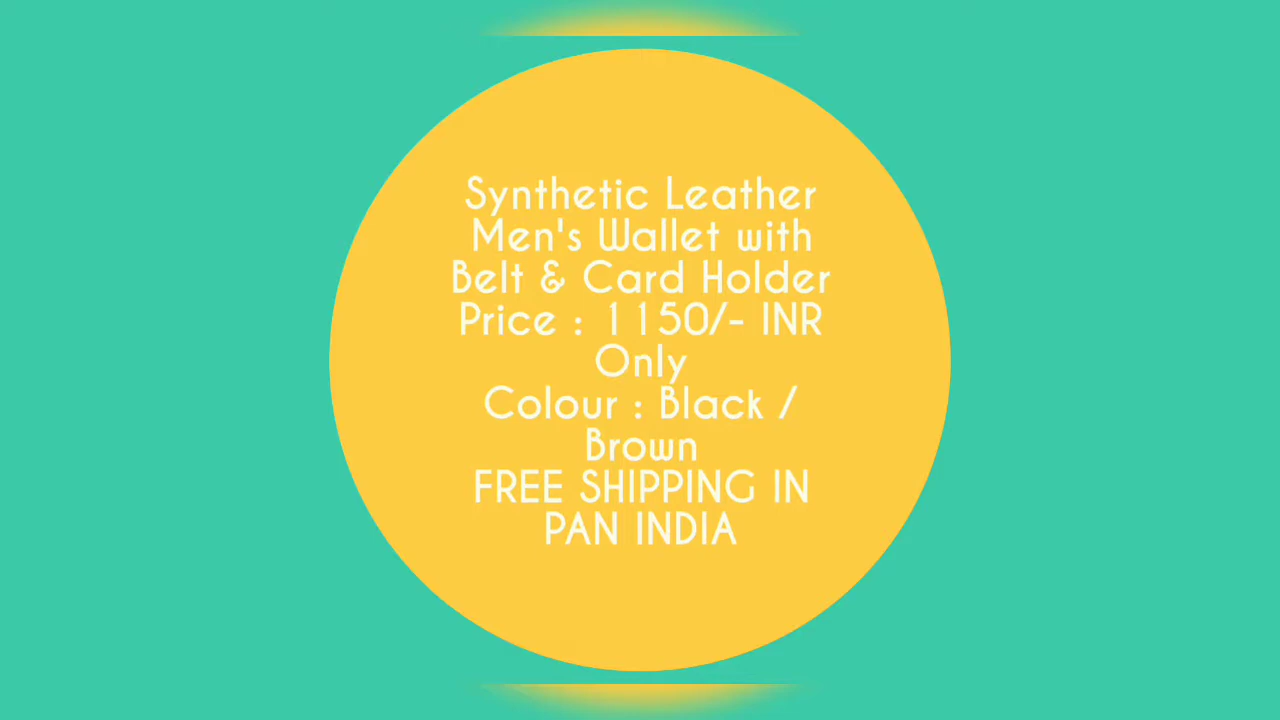 Synthetic Leather
Men's Wallet with
Belt & Card Holder
Price : 1150/- INR
Only
Colour : Black /
Brown
FREE SHIPPING IN
PAN INDIA